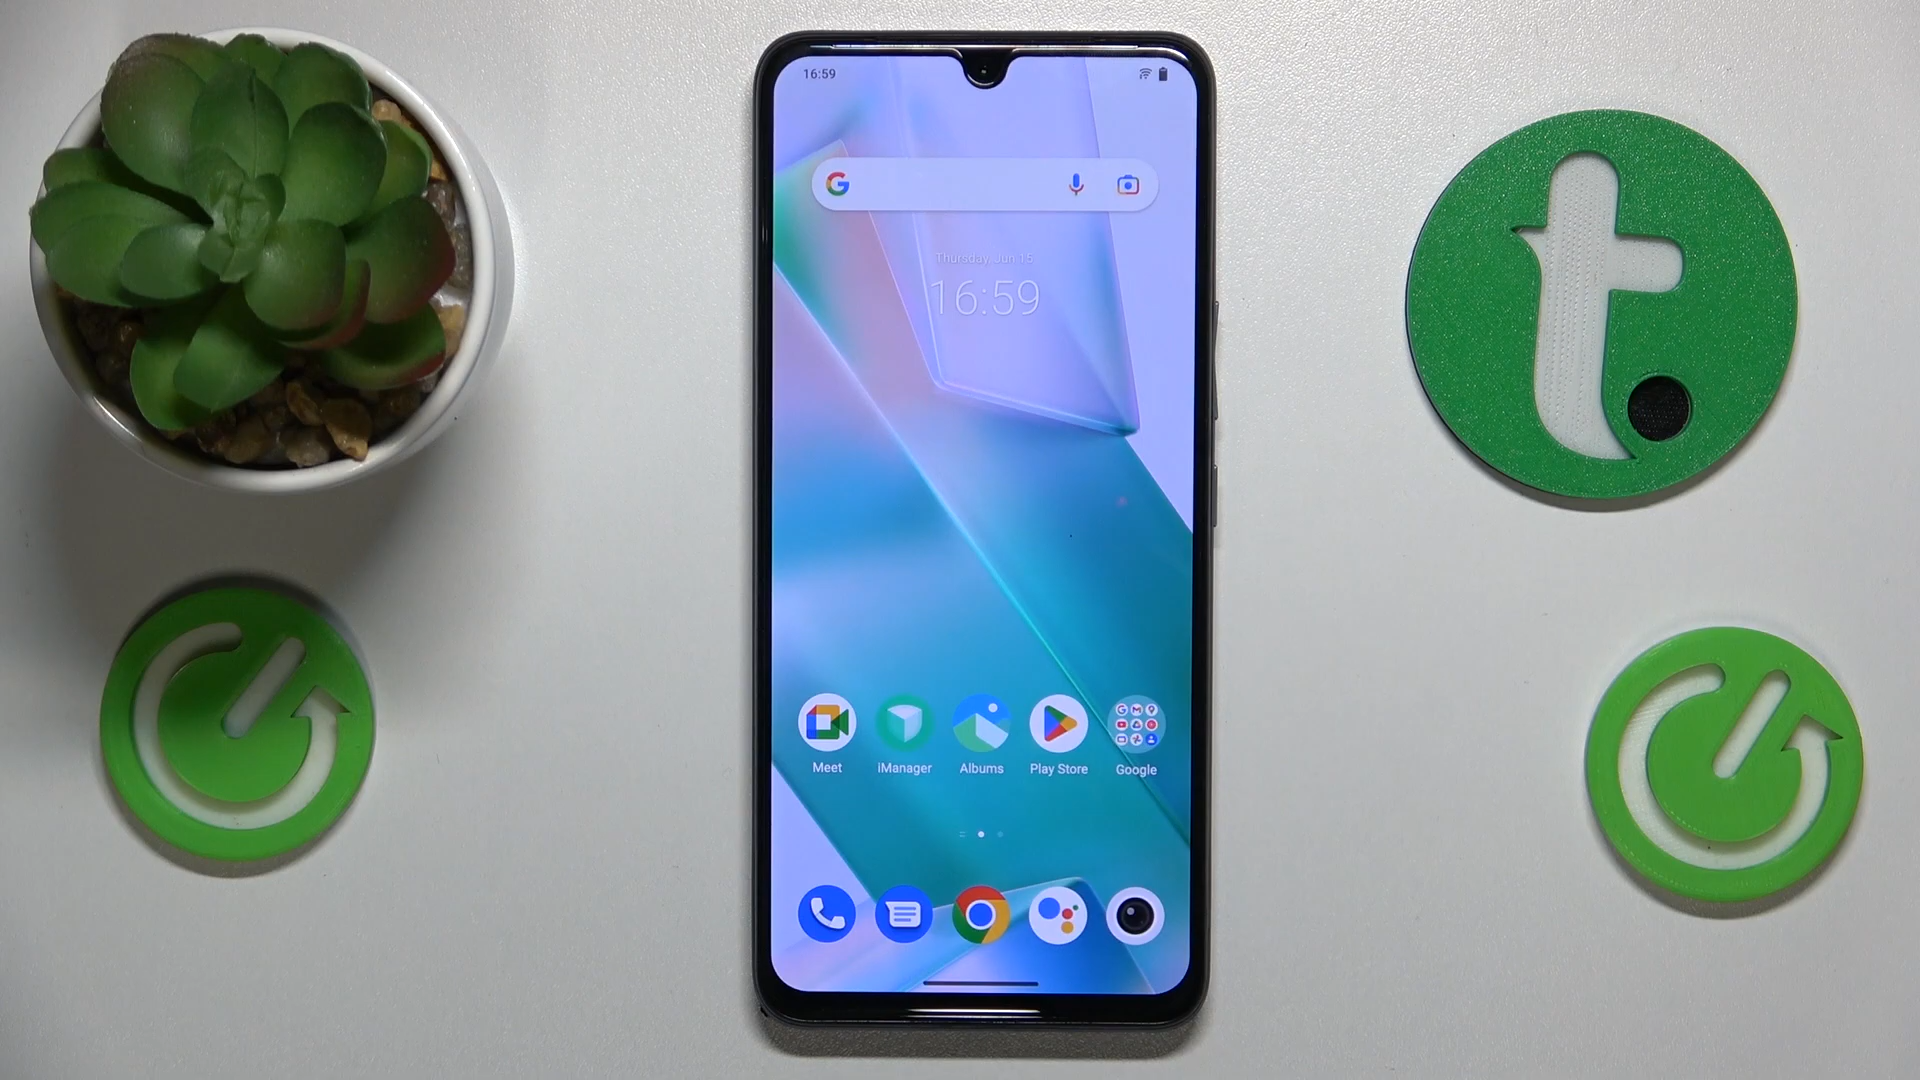 16:59
Thursday, Jun 15
16:59
Meet
iManager
Albums
Play Store
Google
t.